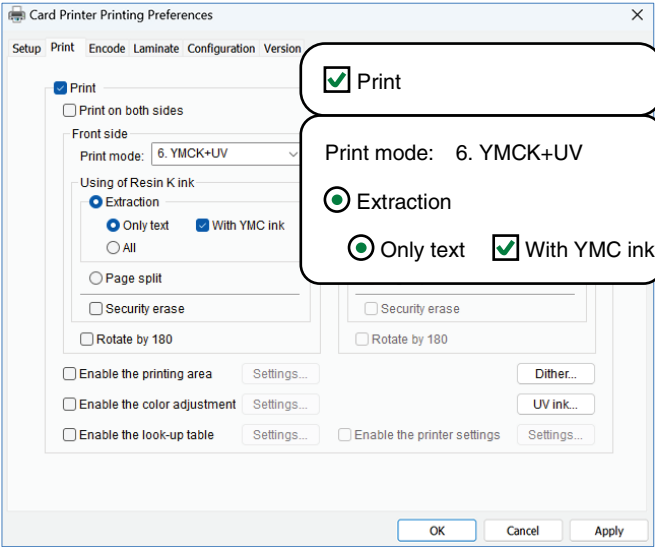 Card Printer Printing Preferences
Setup Print Encode Laminate Configuration Version
Print
Print on both sides
Front side
Print mode: 6. YMCK+UV
Using of Resin K ink
Extraction
Only text With YMC ink
All
Page split
Security erase
Rotate by 180
Print
Print mode: 6. YMCK+UV
Extraction
Only text With YMC ink
Security erase
Rotate by 180
Enable the printing area Settings... Dither...
Enable the color adjustment Settings... UV ink...
Enable the look-up table Settings... Enable the printer settings Settings...
OK Cancel Apply